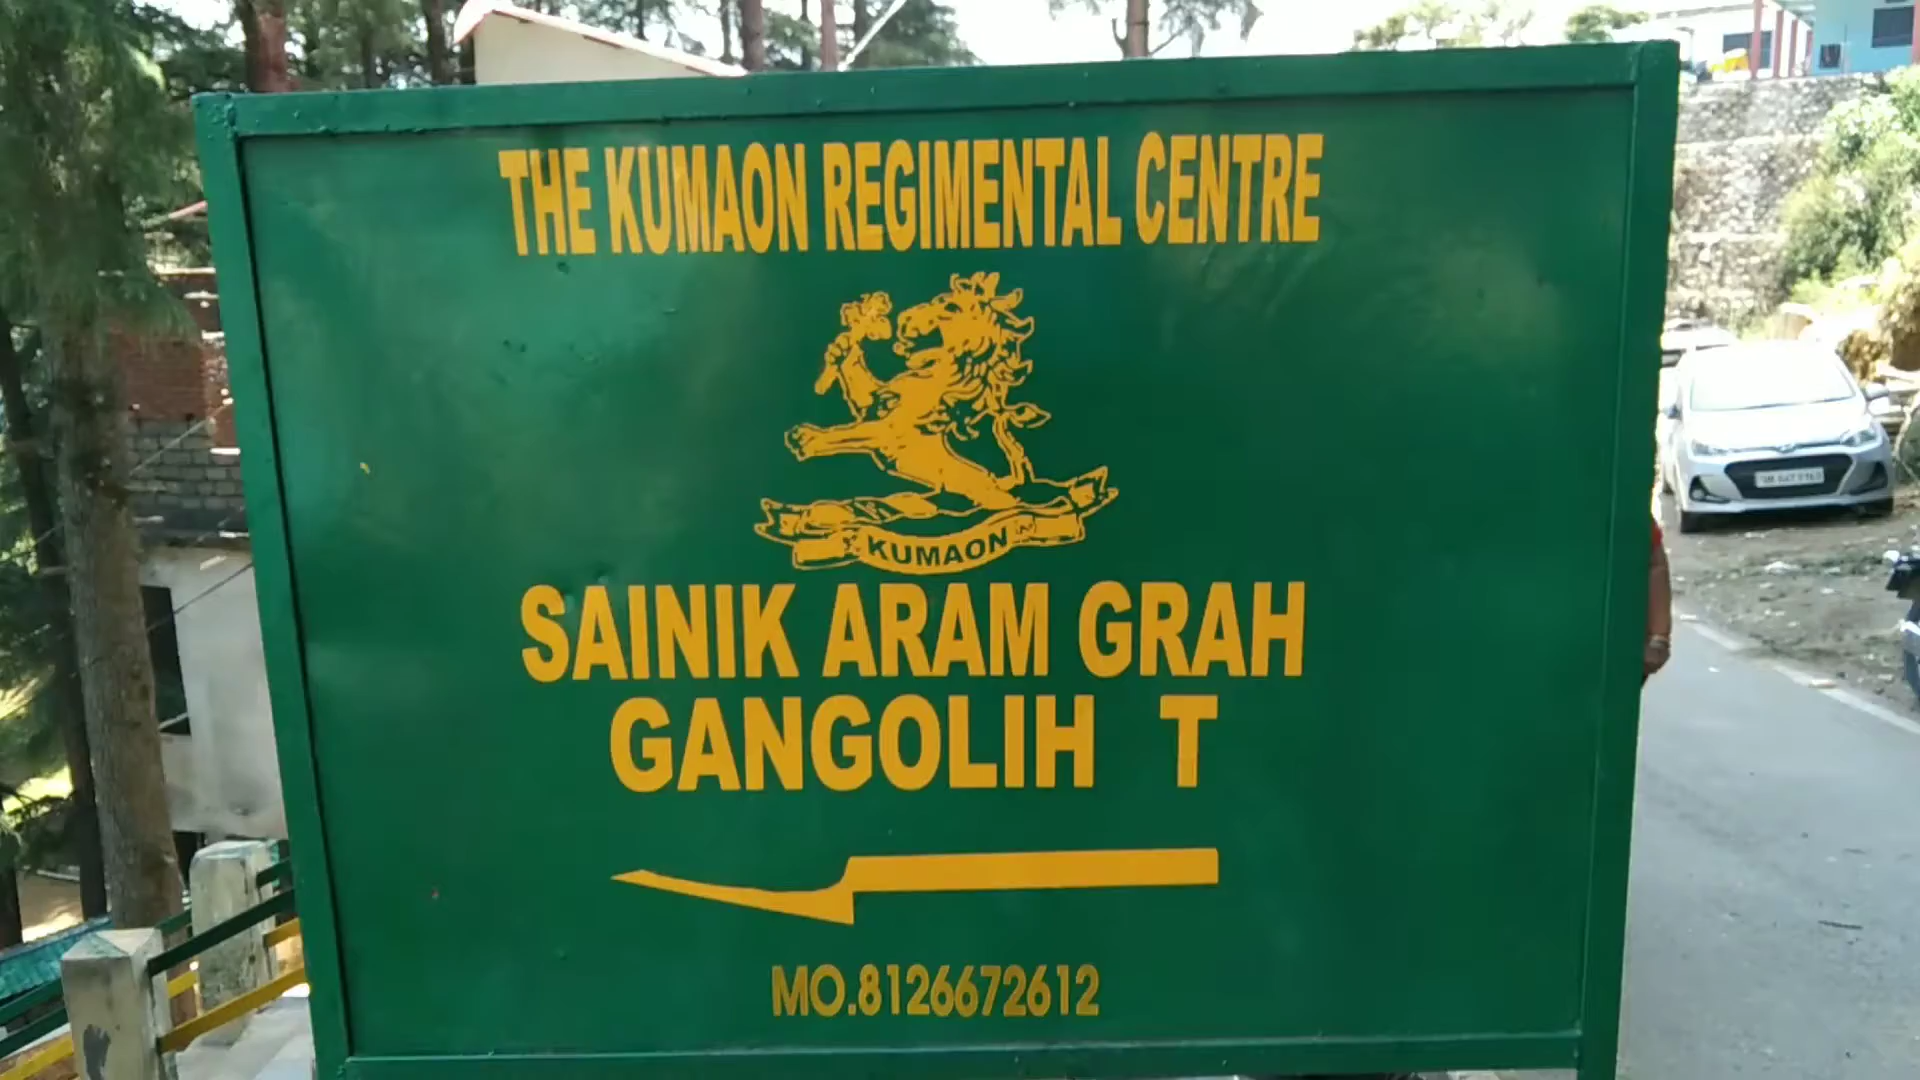 THE KUMAON REGIMENTAL CENTRE
KUMAON
SAINIK ARAM GRAH
GANGOLIH T
MO.8126672612